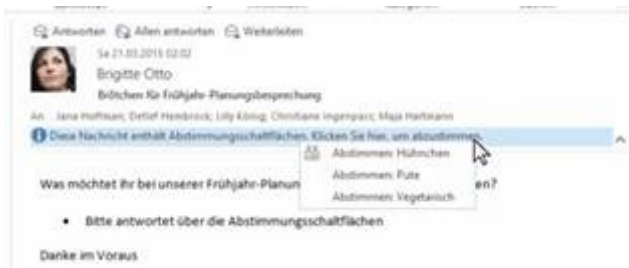 Antworten Allen antworten Weiterleiten
Sa 21.03.2015 02:02
Brigitte Otto
Brötchen für Frühjahr-Planungsbesprechung
An Jana Hoffman; Detlef Hembrock; Lilly König; Christiane Ingenpass; Maja Hartmann
Diese Nachricht enthält Abstimmungsschaltflächen. Klicken Sie hier, um abzustimmen.
Abstimmen: Hühnchen
Abstimmen: Pute
Abstimmen: Vegetarisch
Was möchtet ihr bei unserer Frühjahr-Planun en?
• Bitte antwortet über die Abstimmungsschaltflächen
Danke im Voraus